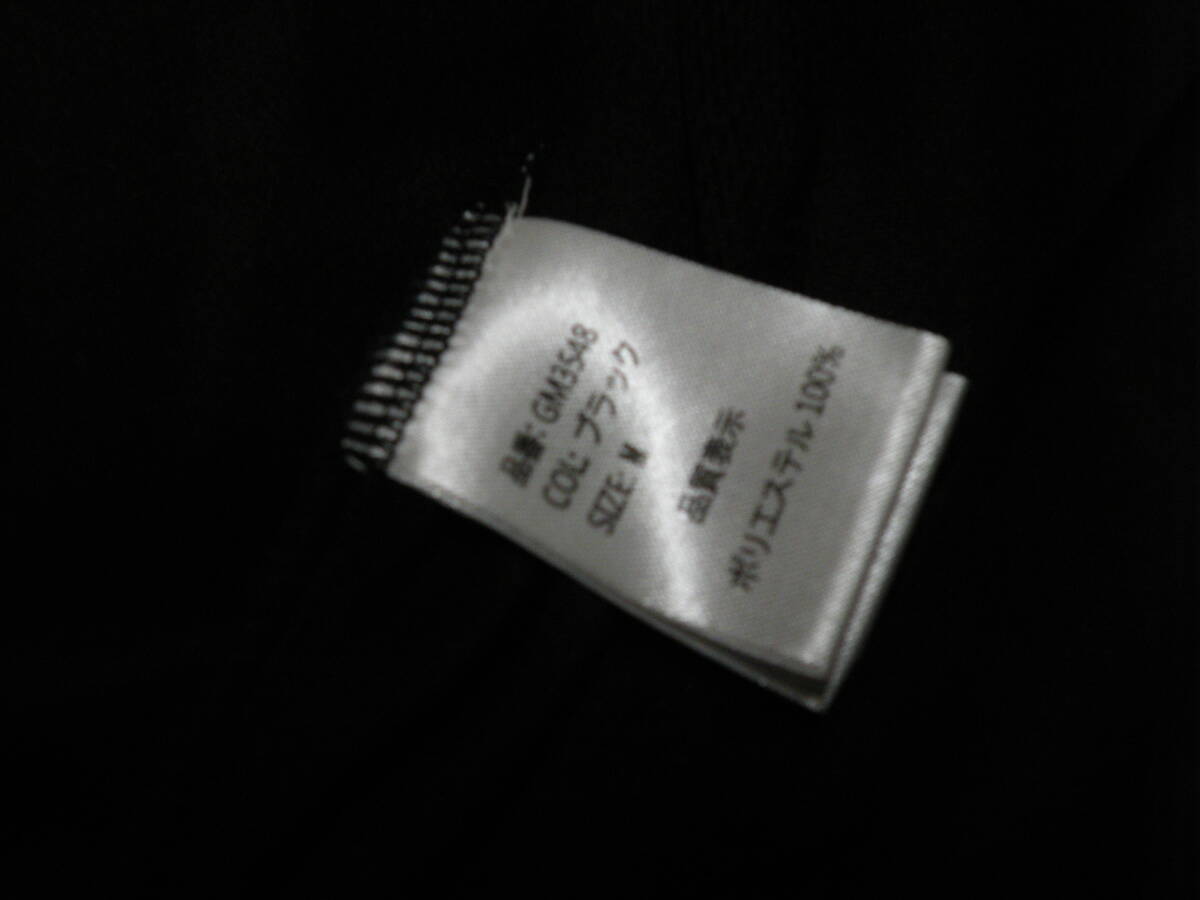 品番: GM3548
COL: ブラック
SIZE: M
品質表示
ポリエステル 100%